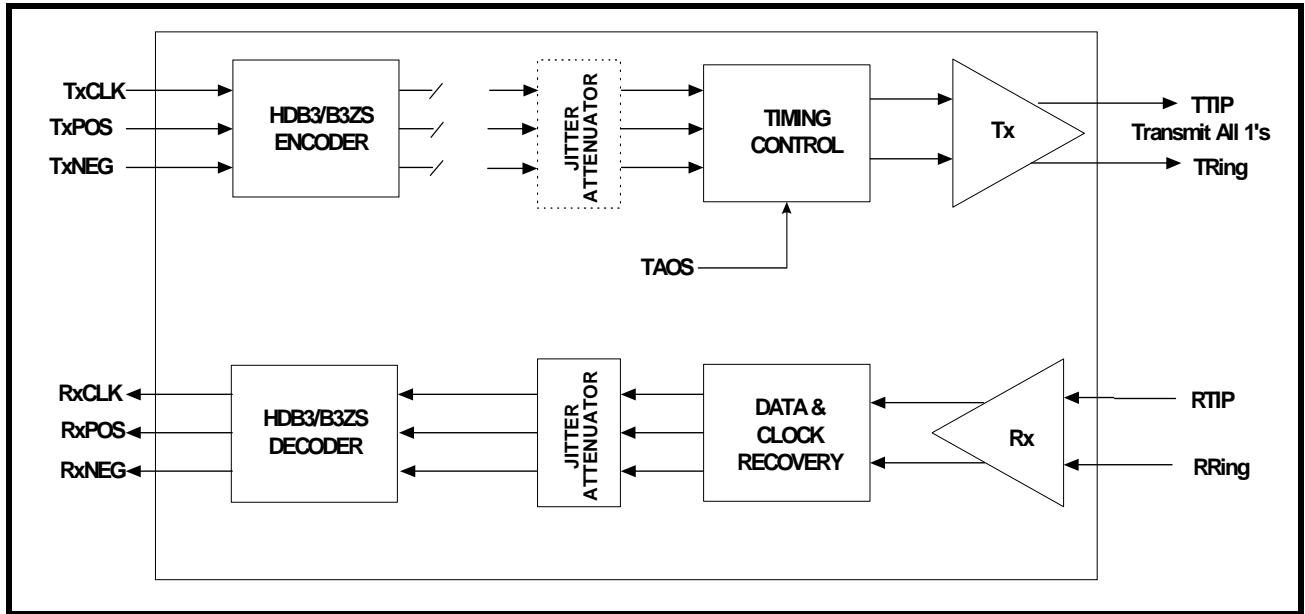 TxCLK
TxPOS
TxNEG
HDB3/B3ZS
ENCODER
JITTER
ATTENUATOR
TIMING
CONTROL
Tx
TTIP
Transmit All 1's
TRing
TAOS
RxCLK
RxPOS
RxNEG
HDB3/B3ZS
DECODER
JITTER
ATTENUATOR
DATA &
CLOCK
RECOVERY
Rx
RTIP
RRing